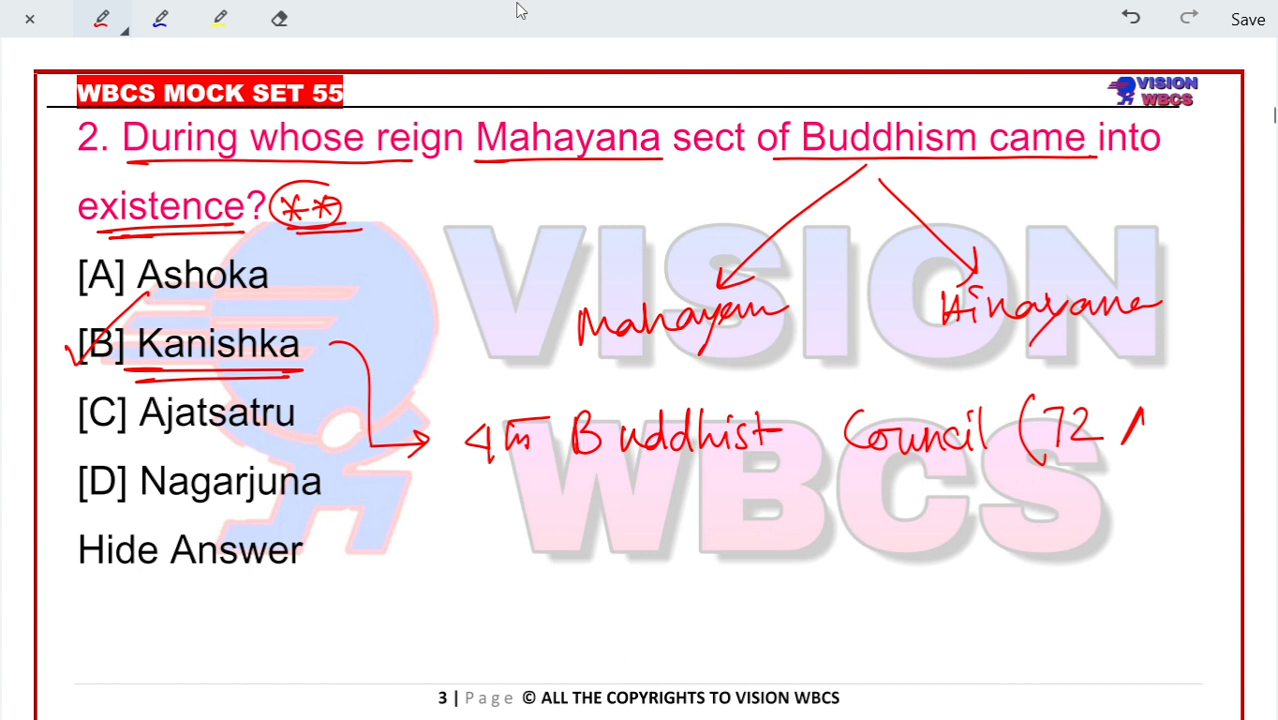 Save
WBCS MOCK SET 55
VISION
WBCS
2. During whose reign Mahayana sect of Buddhism came into
existence? **
[A] Ashoka
[B] Kanishka
[C] Ajatsatru
[D] Nagarjuna
Hide Answer
Mahayana
Hinayana
4th Buddhist Council (72 A
VISION
WBCS
3 | Page © ALL THE COPYRIGHTS TO VISION WBCS